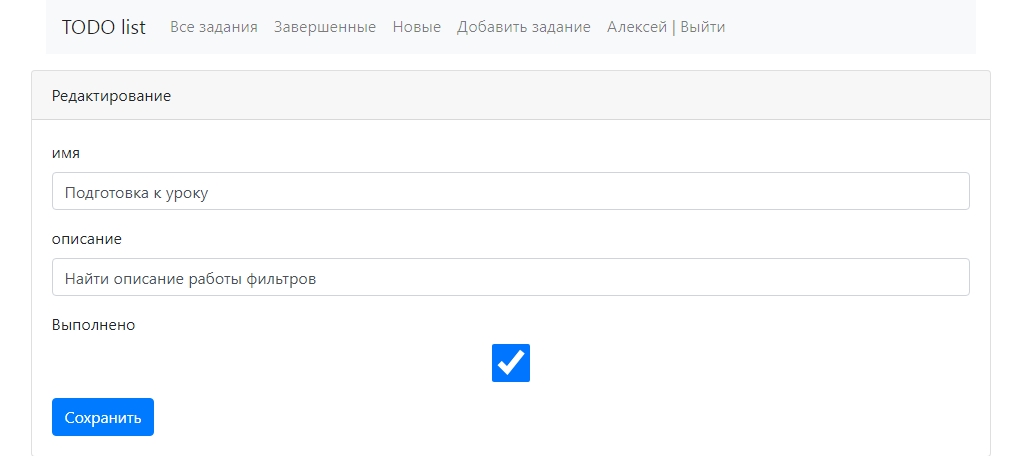 TODO list Все задания Завершенные Новые Добавить задание Алексей | Выйти
Редактирование
имя
Подготовка к уроку
описание
Найти описание работы фильтров
Выполнено
Сохранить